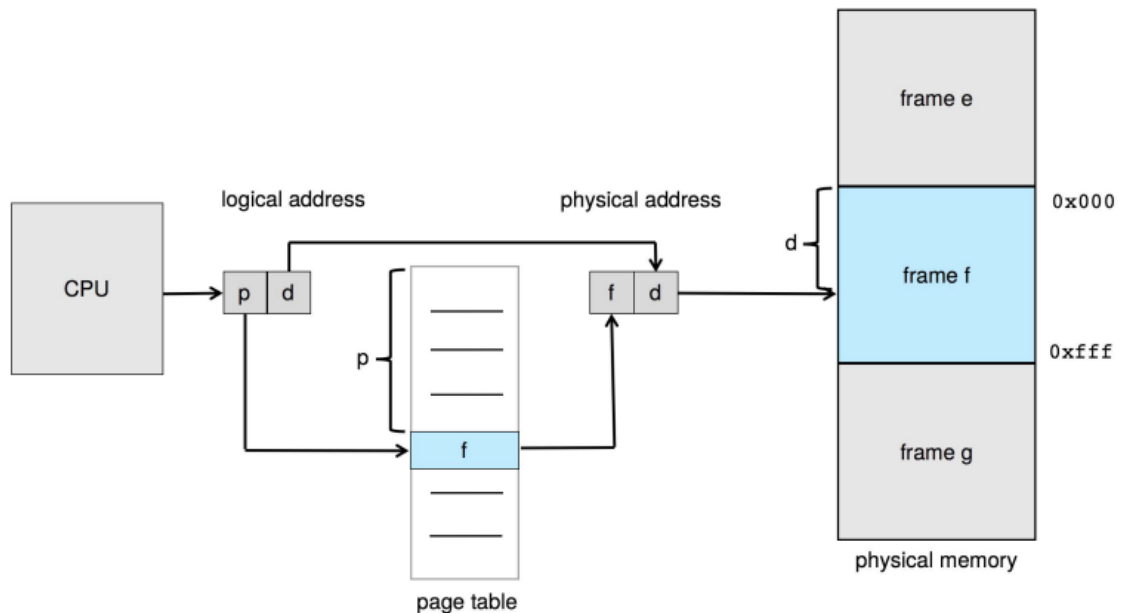 frame e
logical address
physical address
0x000
d
CPU
p d
f d
frame f
p
0xfff
f
frame g
physical memory
page table